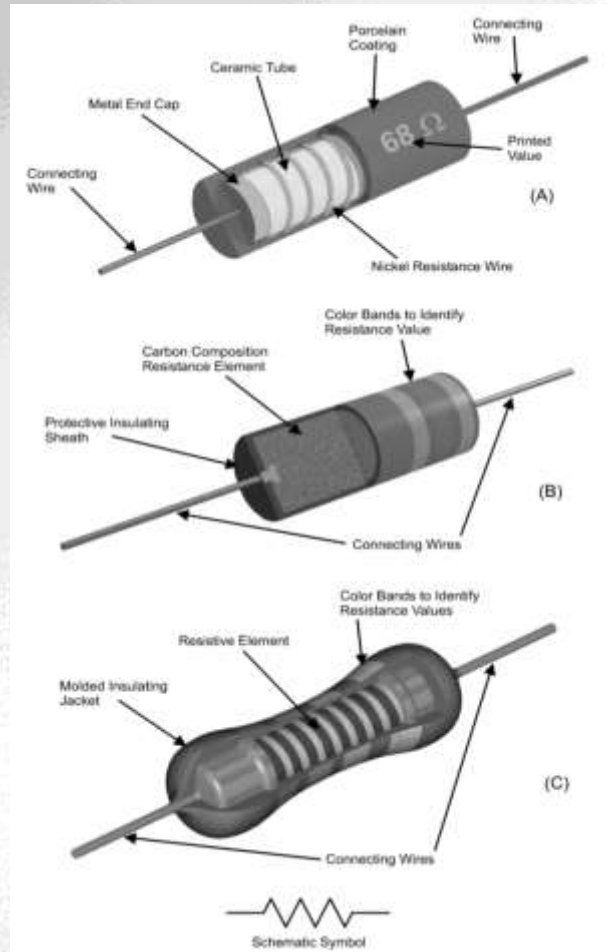 Porcelain
Coating
Connecting
Wire
Ceramic Tube
Metal End Cap
68 Ω
Printed
Value
Connecting
Wire
(A)
Nickel Resistance Wire
Color Bands to Identify
Resistance Value
Carbon Composition
Resistance Element
Protective Insulating
Sheath
(B)
Connecting Wires
Color Bands to Identify
Resistance Values
Resistive Element
Molded Insulating
Jacket
(C)
Connecting Wires
Schematic Symbol